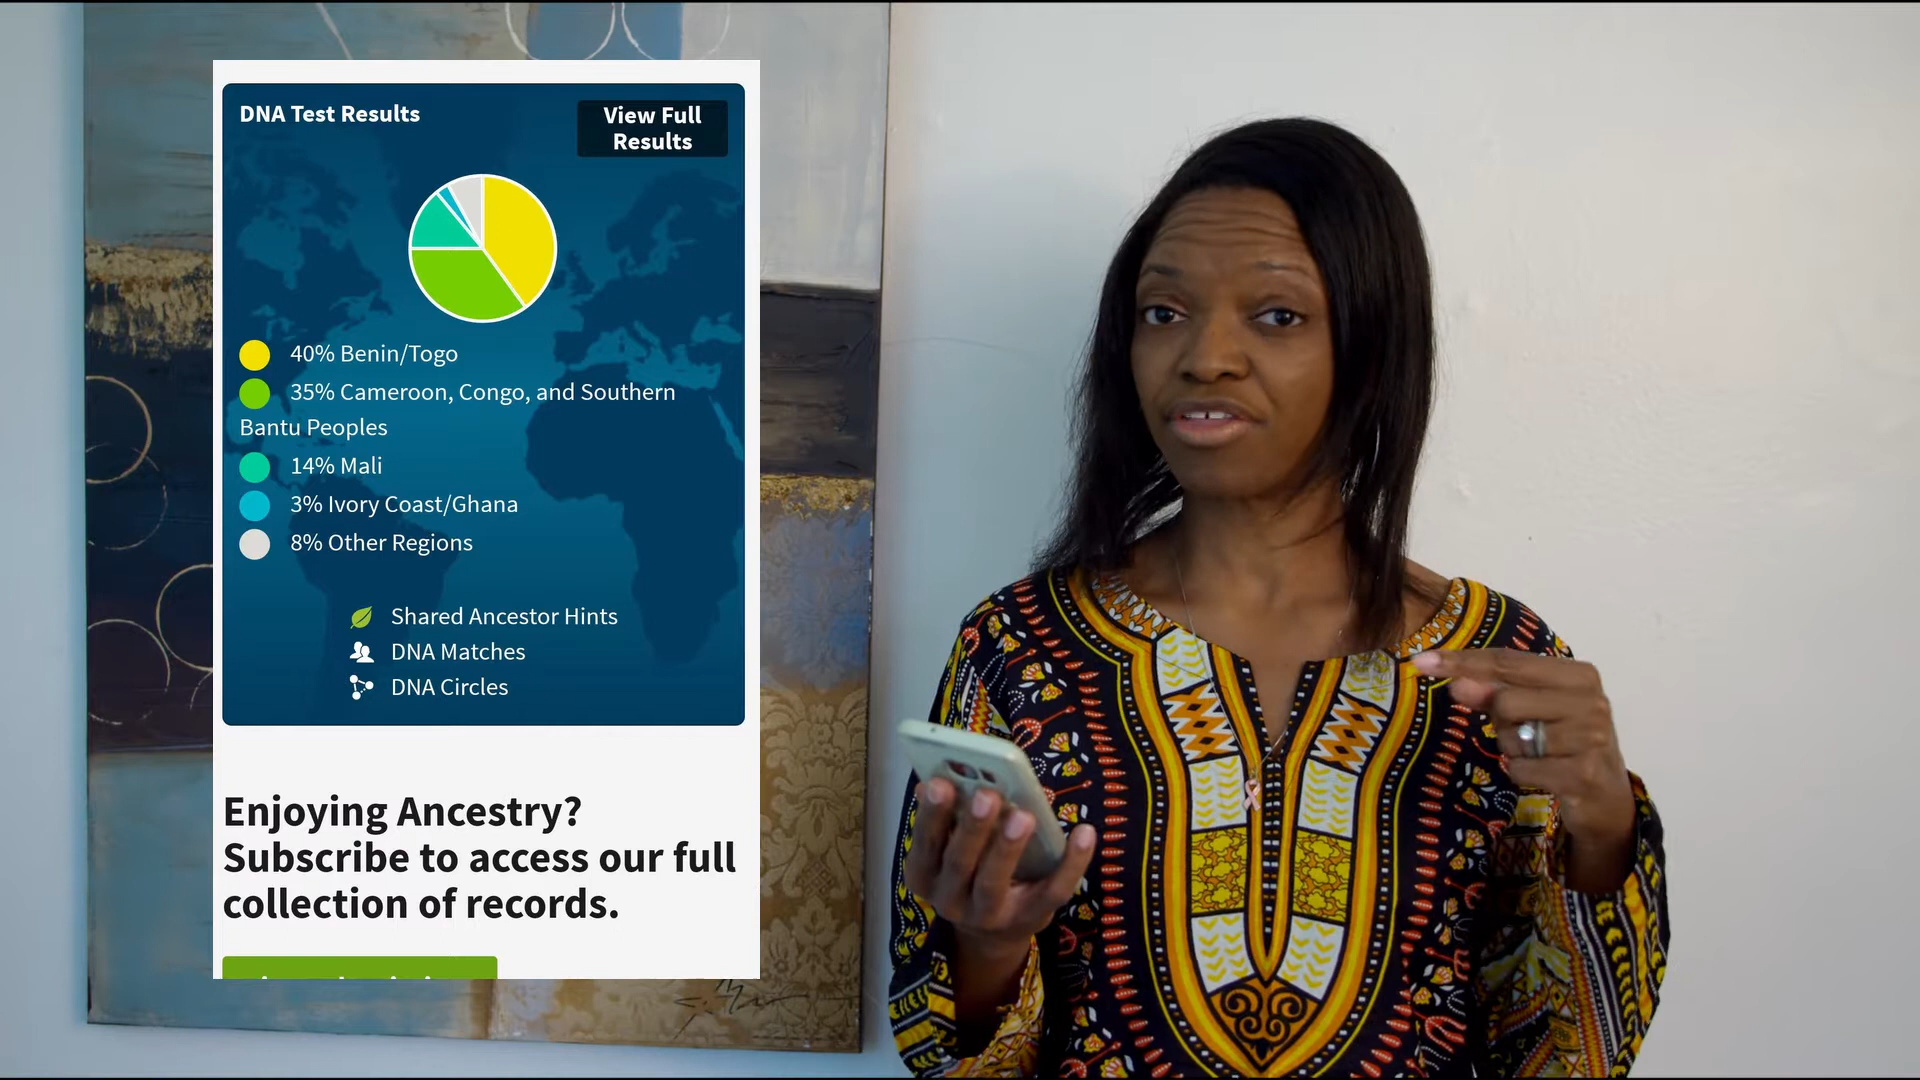 DNA Test Results
View Full
Results
40% Benin/Togo
35% Cameroon, Congo, and Southern
Bantu Peoples
14% Mali
3% Ivory Coast/Ghana
8% Other Regions
Shared Ancestor Hints
DNA Matches
DNA Circles
Enjoying Ancestry?
Subscribe to access our full
collection of records.